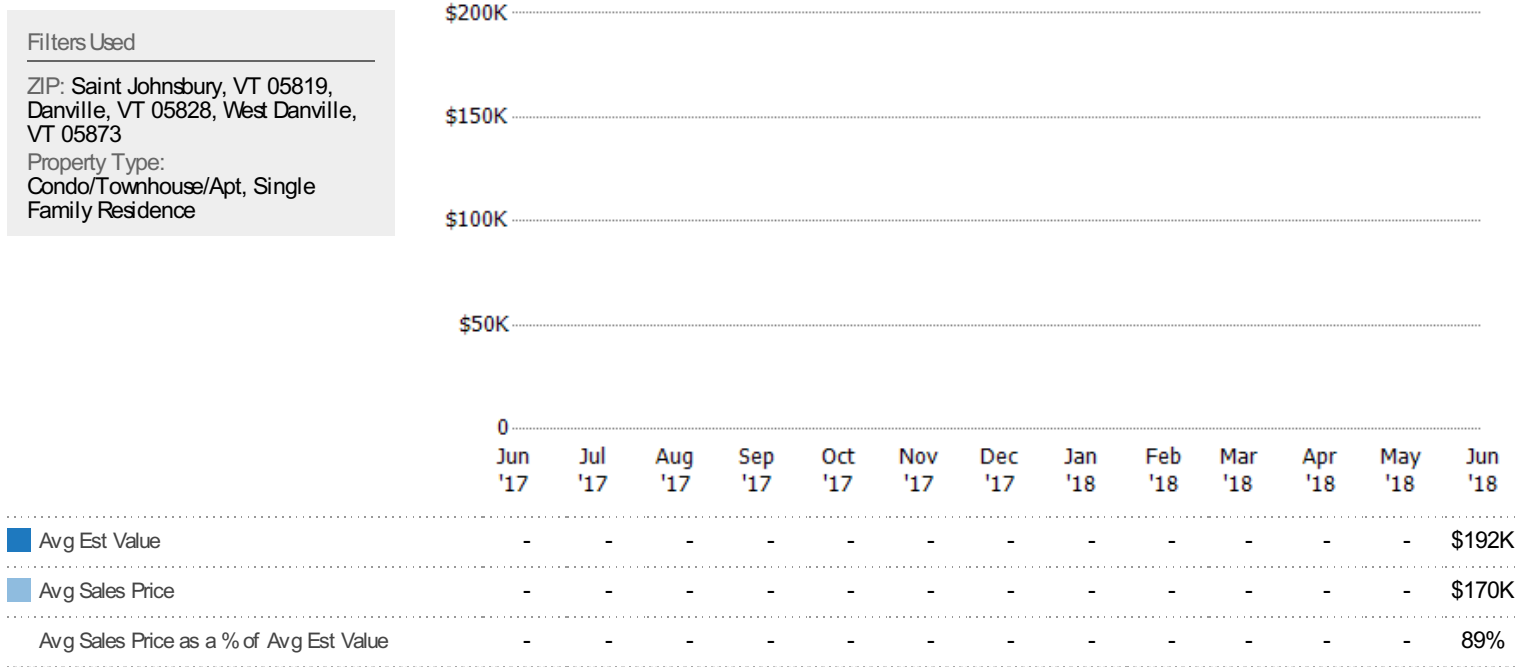 Filters Used
ZIP: Saint Johnsbury, VT 05819,
Danville, VT 05828, West Danville,
VT 05873
Property Type:
Condo/Townhouse/Apt, Single
Family Residence
$200K
$150K
$100K
$50K
0
Jun Jul Aug Sep Oct Nov Dec Jan Feb Mar Apr May Jun
'17 '17 '17 '17 '17 '17 '17 '18 '18 '18 '18 '18 '18
Avg Est Value - - - - - - - - - - - - $192K
Avg Sales Price - - - - - - - - - - - - $170K
Avg Sales Price as a % of Avg Est Value - - - - - - - - - - - - 89%